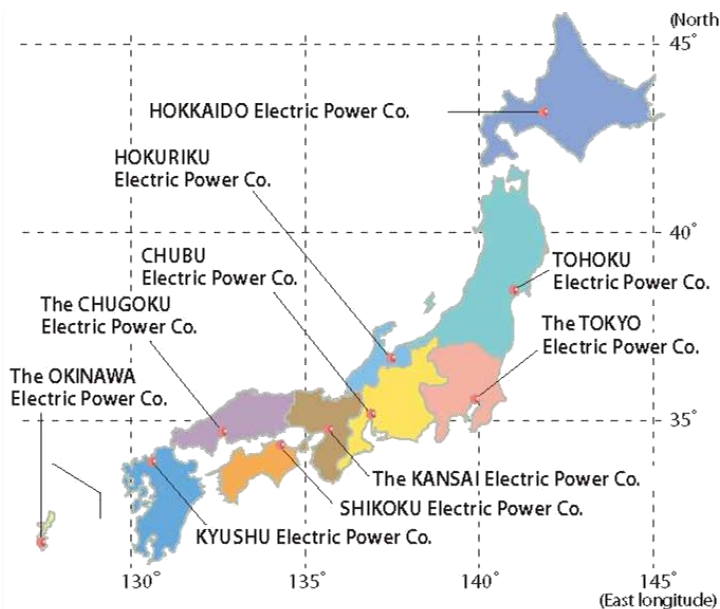 (North
45°
HOKKAIDO Electric Power Co.
HOKURIKU
Electric Power Co.
40°
CHUBU
Electric Power Co.
TOHOKU
Electric Power Co.
The CHUGOKU
Electric Power Co.
The TOKYO
Electric Power Co.
The OKINAWA
Electric Power Co.
35°
The KANSAI Electric Power Co.
SHIKOKU Electric Power Co.
KYUSHU Electric Power Co.
130° 135° 140° 145°
(East longitude)